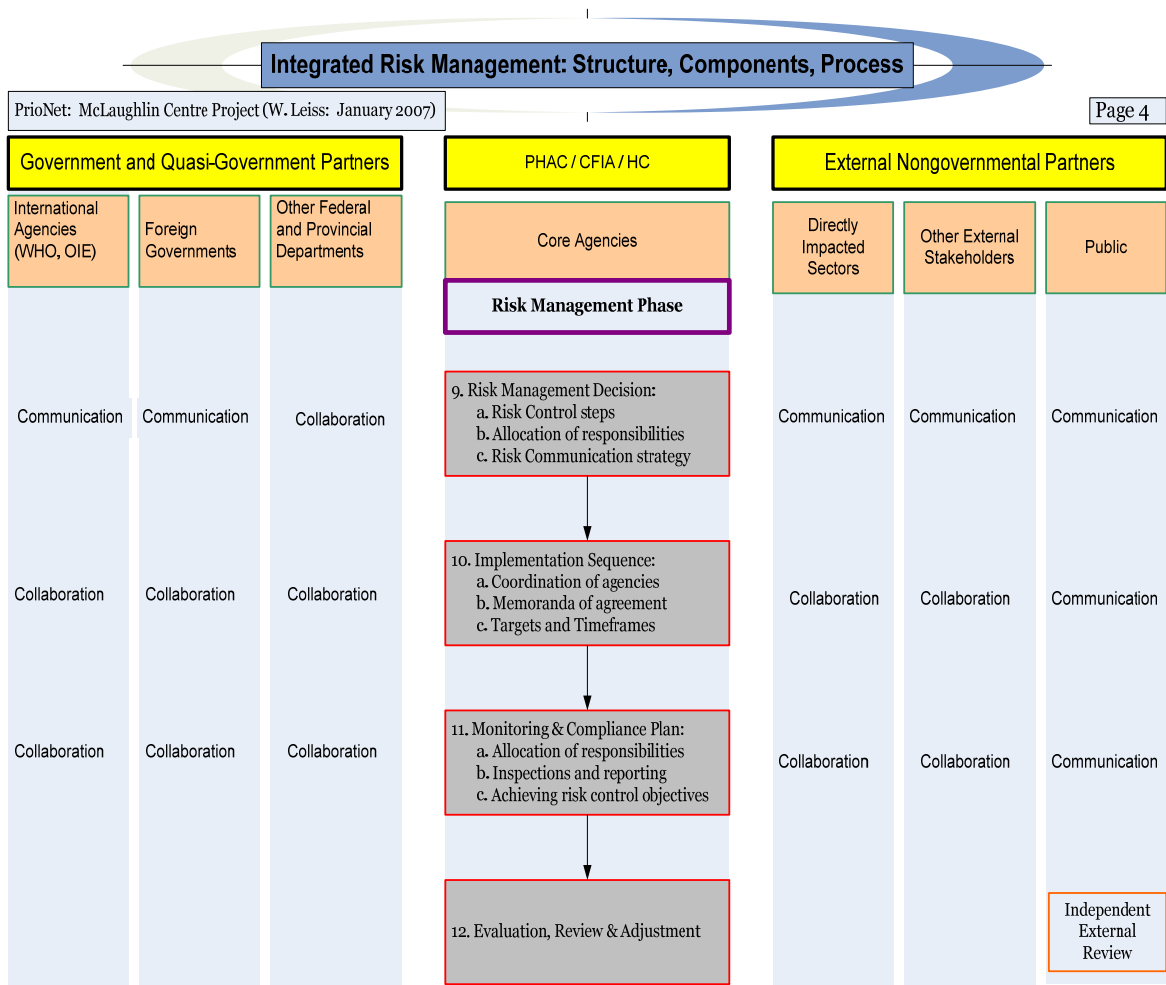 Integrated Risk Management: Structure, Components, Process
PrioNet: McLaughlin Centre Project (W. Leiss: January 2007)
Page 4
Government and Quasi-Government Partners
PHAC / CFIA / HC
External Nongovernmental Partners
International
Agencies
(WHO, OIE)
Foreign
Governments
Other Federal
and Provincial
Departments
Core Agencies
Directly
Impacted
Sectors
Other External
Stakeholders
Public
Risk Management Phase
Communication
Communication
Collaboration
9. Risk Management Decision:
a. Risk Control steps
b. Allocation of responsibilities
c. Risk Communication strategy
Communication
Communication
Communication
Collaboration
Collaboration
Collaboration
10. Implementation Sequence:
a. Coordination of agencies
b. Memoranda of agreement
c. Targets and Timeframes
Collaboration
Collaboration
Communication
Collaboration
Collaboration
Collaboration
11. Monitoring & Compliance Plan:
a. Allocation of responsibilities
b. Inspections and reporting
c. Achieving risk control objectives
Collaboration
Collaboration
Communication
12. Evaluation, Review & Adjustment
Independent
External
Review